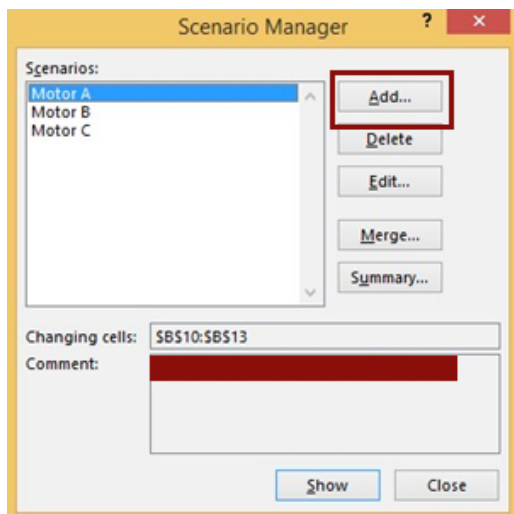 Scenario Manager
?
×
Scenarios:
Motor A
Motor B
Motor C
Add...
Delete
Edit...
Merge...
Summary...
Changing cells: $B$10:$B$13
Comment:
Show
Close